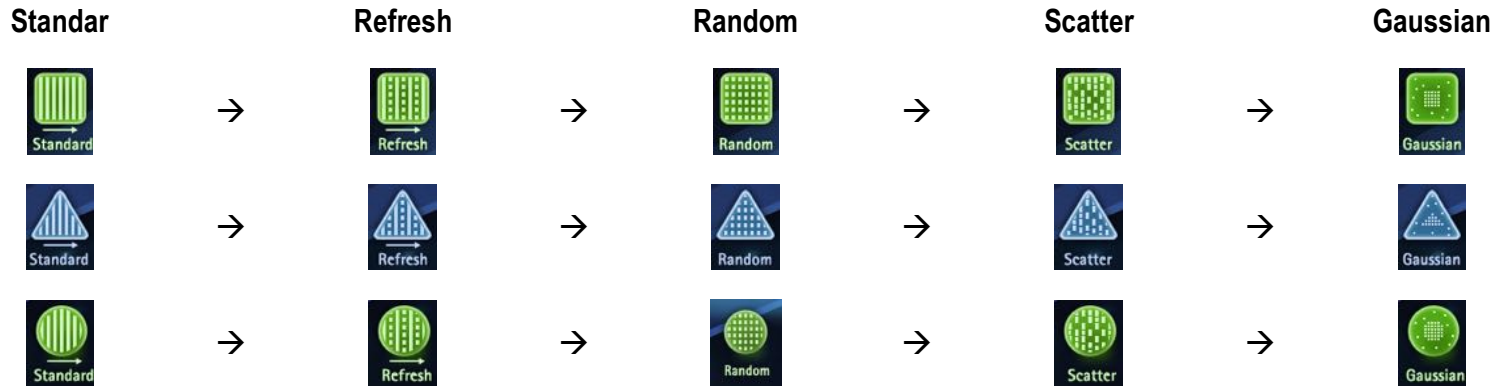 Standar Refresh Random Scatter Gaussian
Standard → Refresh → Random → Scatter → Gaussian
Standard → Refresh → Random → Scatter → Gaussian
Standard → Refresh → Random → Scatter → Gaussian